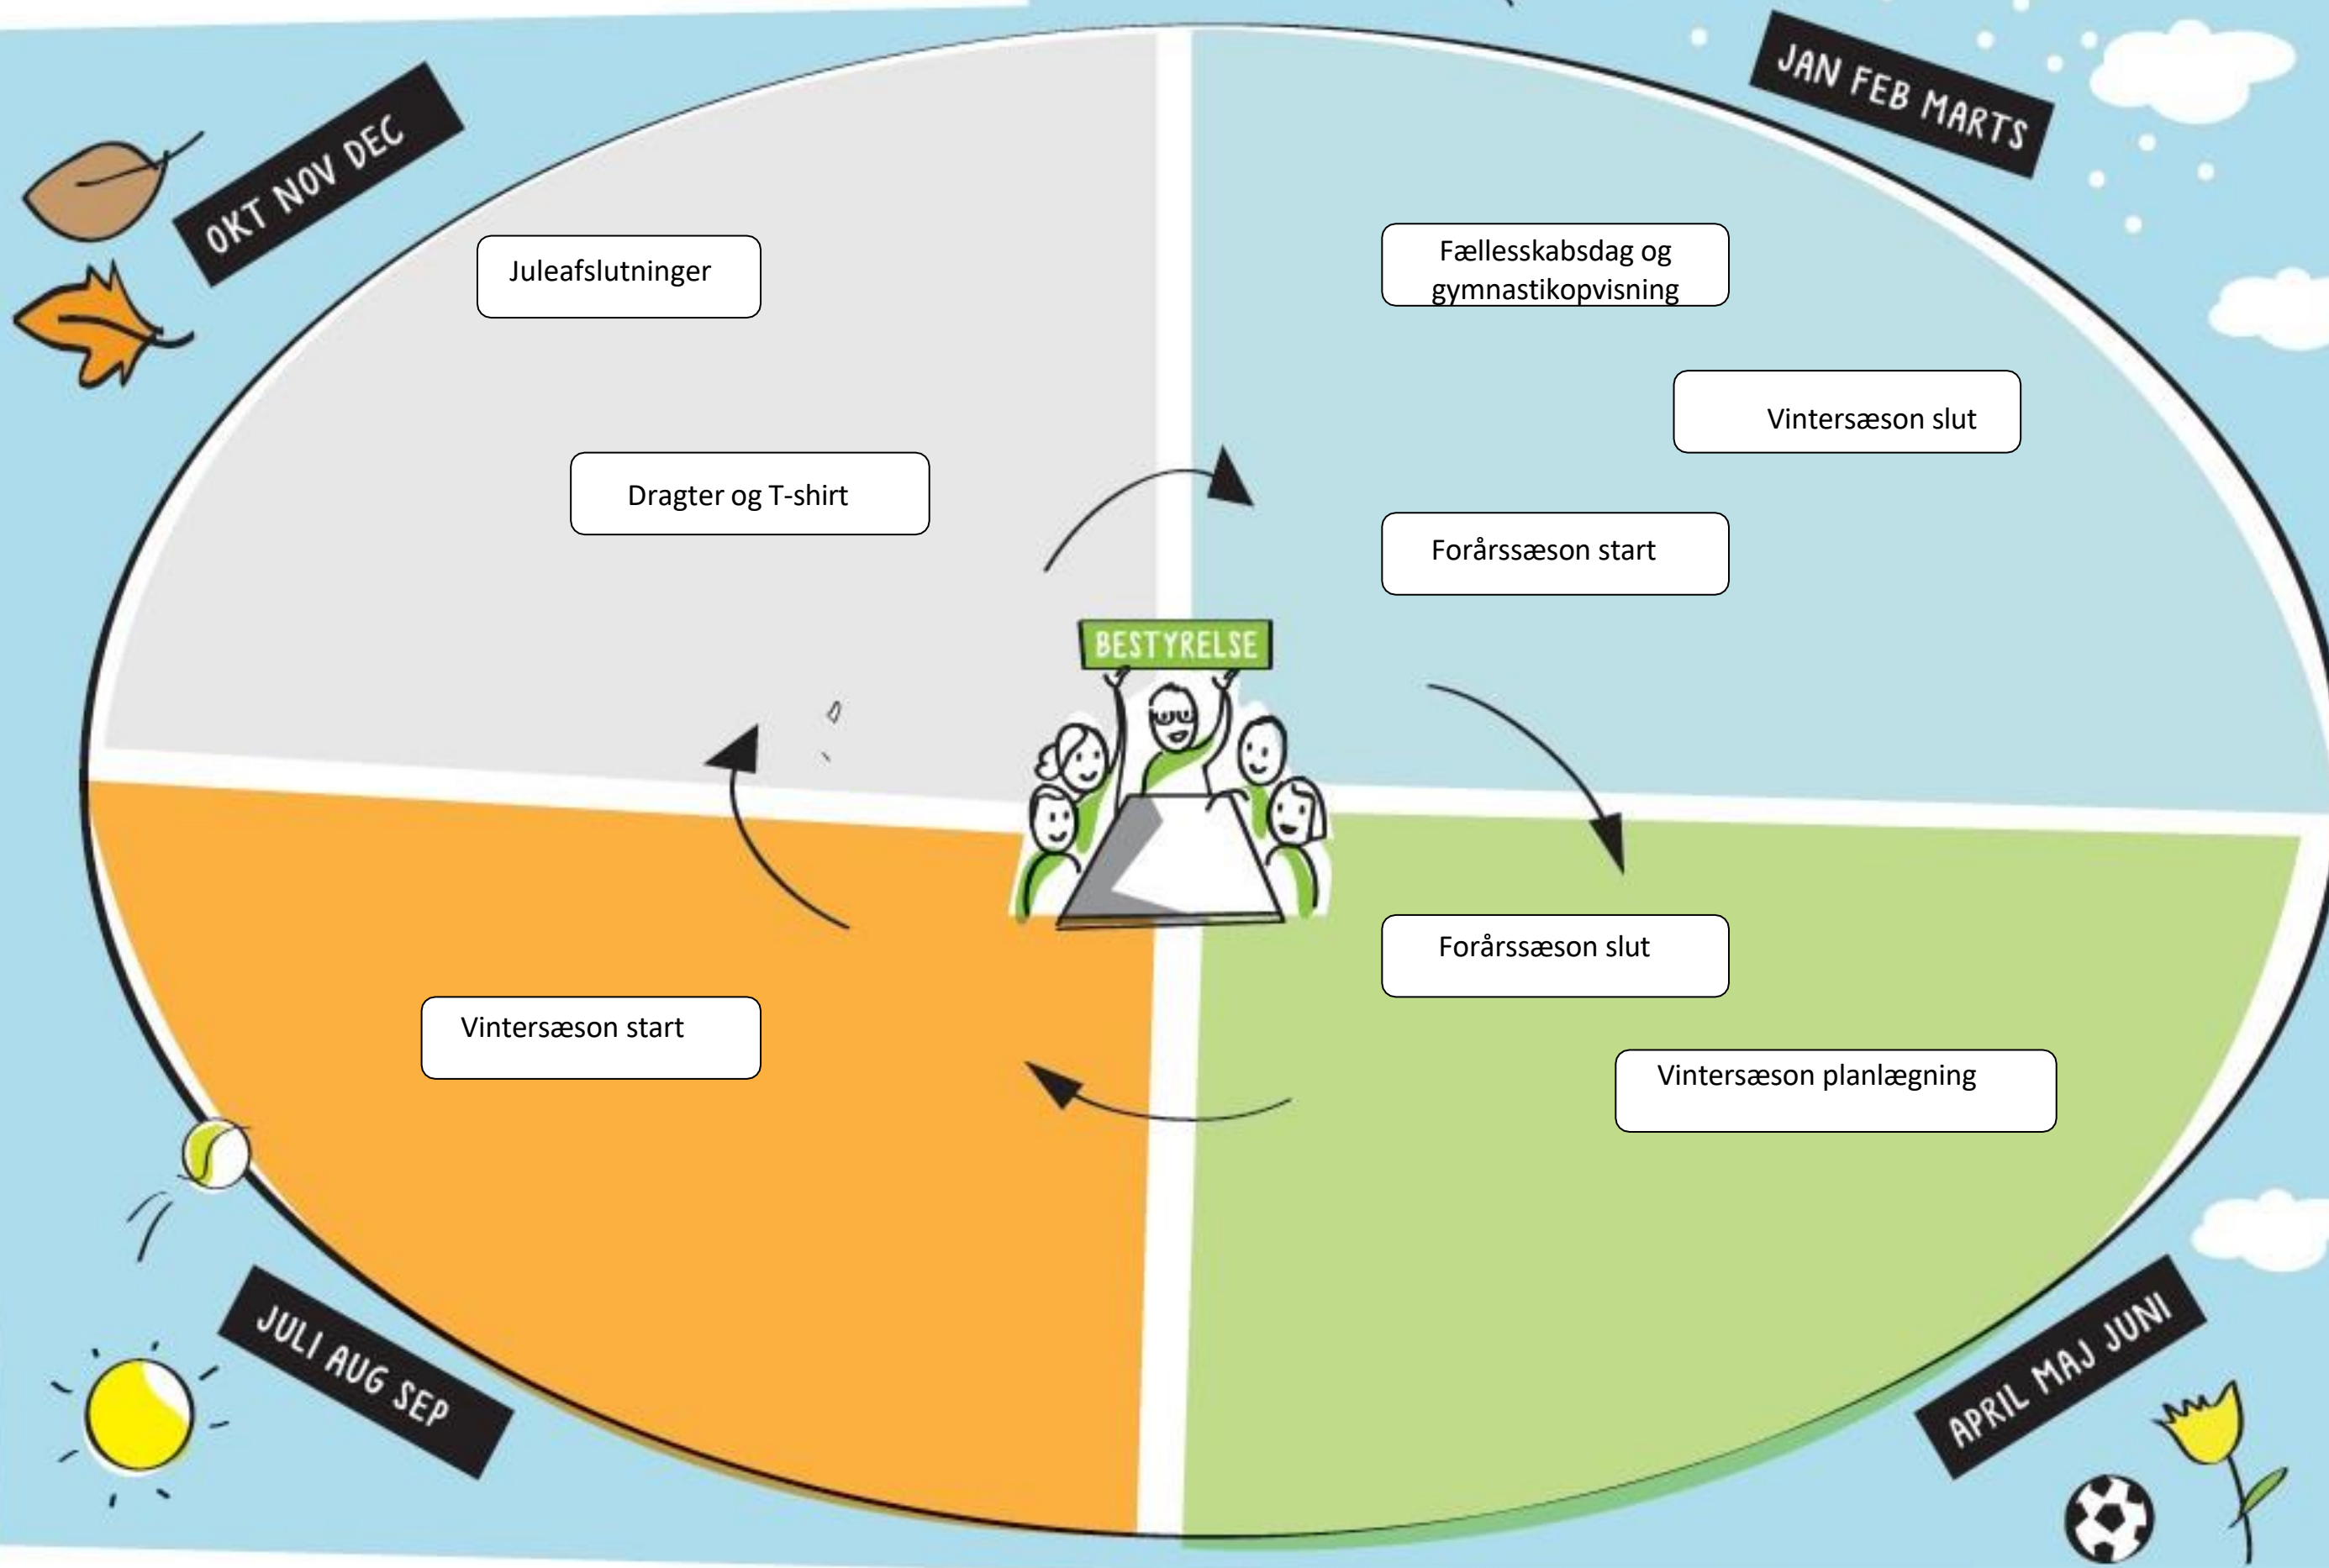 JAN FEB MARTS
OKT NOV DEC
Juleafslutninger
Fællesskabsdag og
gymnastikopvisning
Vintersæson slut
Dragter og T-shirt
Forårssæson start
BESTYRELSE
Forårssæson slut
Vintersæson start
Vintersæson planlægning
JULI AUG SEP
APRIL MAJ JUNI